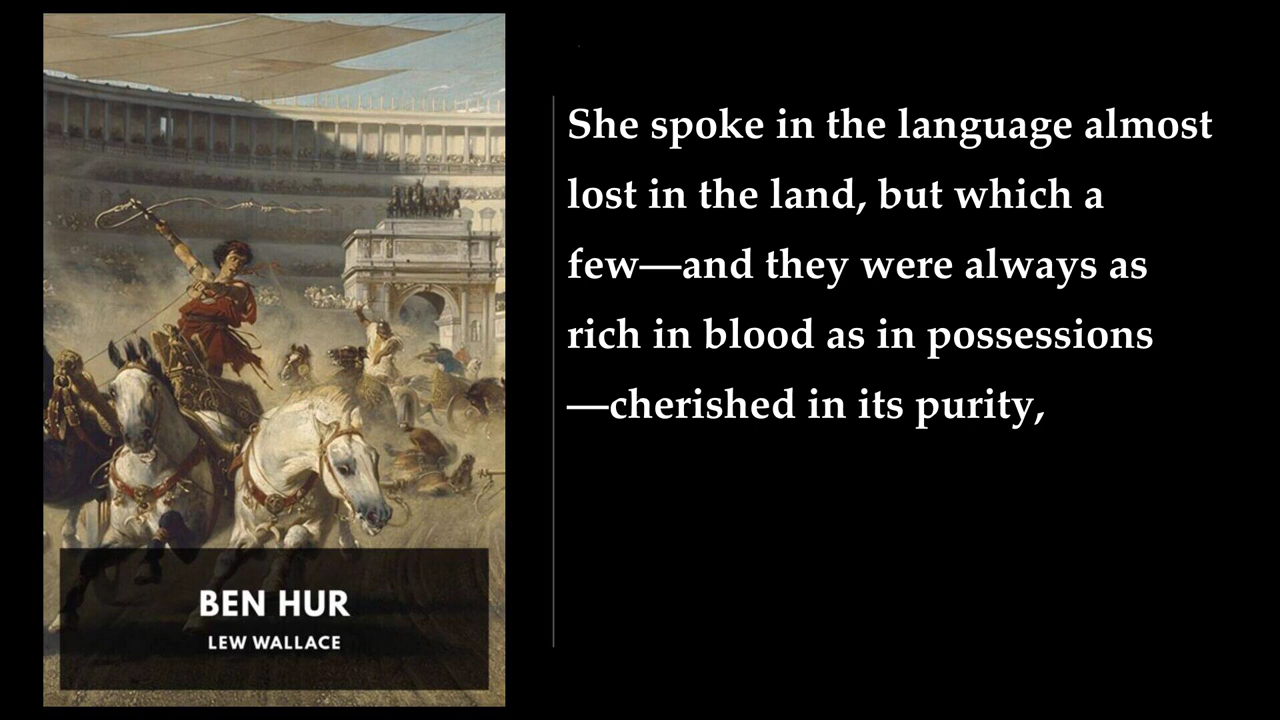 She spoke in the language almost
lost in the land, but which a
few—and they were always as
rich in blood as in possessions
—cherished in its purity,
BEN HUR
LEW WALLACE